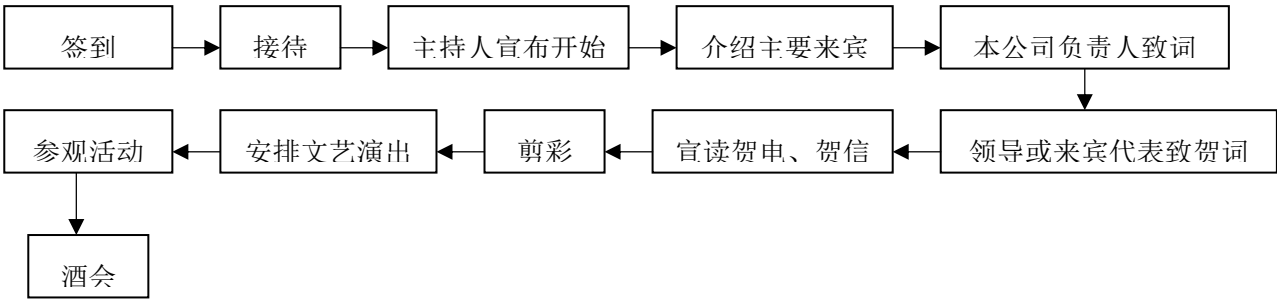 签到
接待
主持人宣布开始
介绍主要来宾
本公司负责人致词
领导或来宾代表致贺词
宣读贺电、贺信
剪彩
安排文艺演出
参观活动
酒会